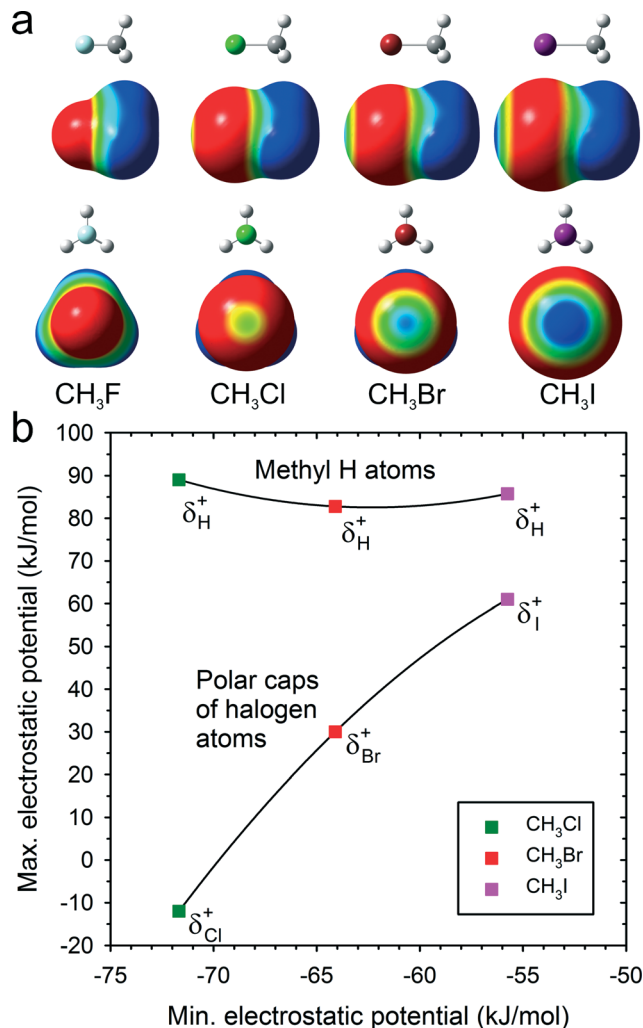 a
CH₃F CH₃Cl CH₃Br CH₃I
b
100
90
80
70
60
50
40
30
20
10
0
-10
-20
Max. electrostatic potential (kJ/mol)
Methyl H atoms
δ⁺H δ⁺H δ⁺H
δ⁺I
Polar caps
of halogen
atoms
δ⁺Br
δ⁺Cl
CH₃Cl
CH₃Br
CH₃I
-75 -70 -65 -60 -55 -50
Min. electrostatic potential (kJ/mol)